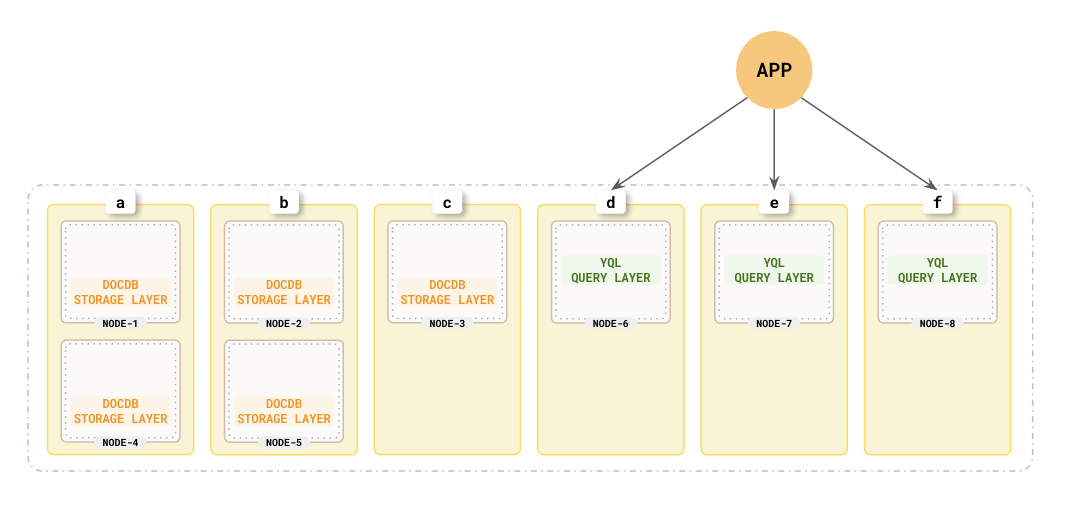 APP
a
b
c
d
e
f
DOCDB
STORAGE LAYER
NODE-1
DOCDB
STORAGE LAYER
NODE-2
DOCDB
STORAGE LAYER
NODE-3
YQL
QUERY LAYER
NODE-6
YQL
QUERY LAYER
NODE-7
YQL
QUERY LAYER
NODE-8
DOCDB
STORAGE LAYER
NODE-4
DOCDB
STORAGE LAYER
NODE-5